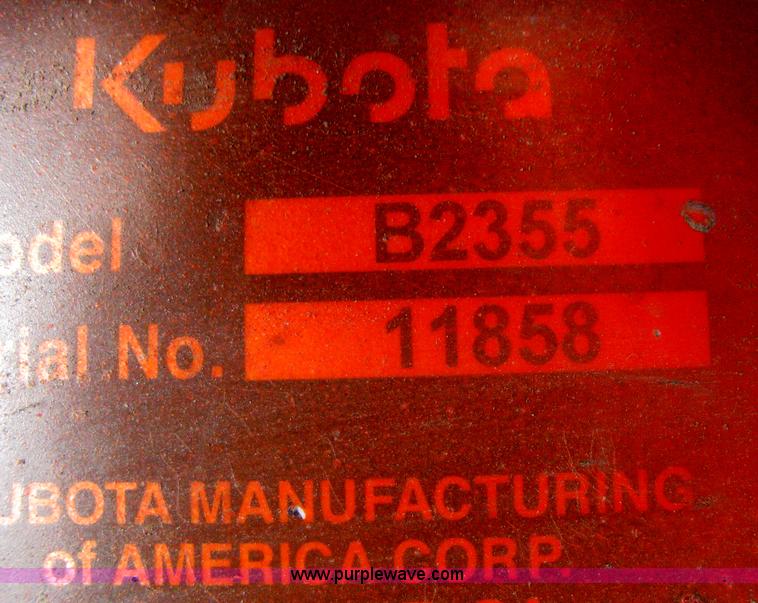 Kubota
odel B2355
rial No. 11858
UBOTA MANUFACTURING
of AMERICA CORP.
www.purplewave.com